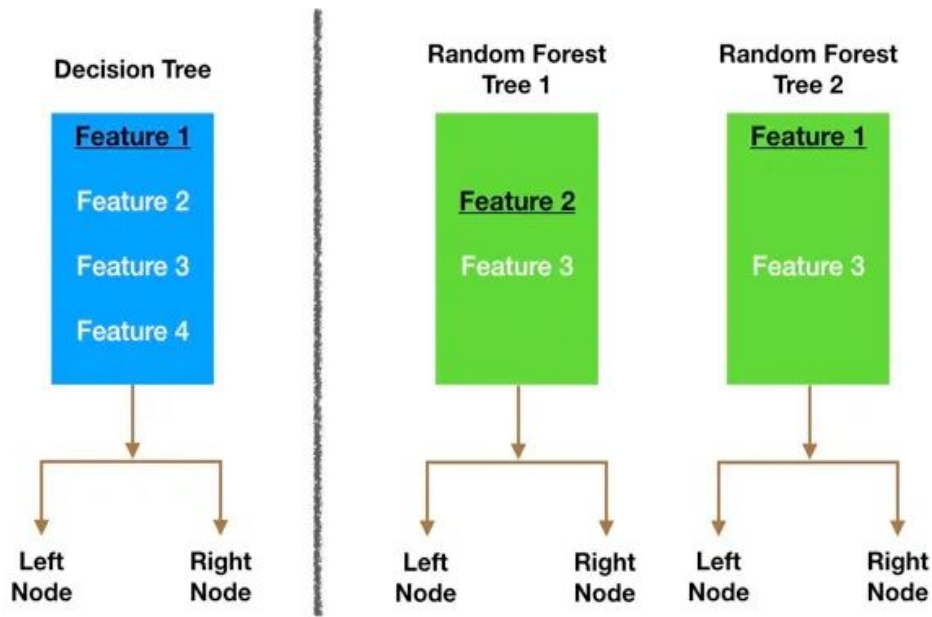 Decision Tree
Feature 1
Feature 2
Feature 3
Feature 4
Left
Node
Right
Node
Random Forest
Tree 1
Feature 2
Feature 3
Left
Node
Right
Node
Random Forest
Tree 2
Feature 1
Feature 3
Left
Node
Right
Node